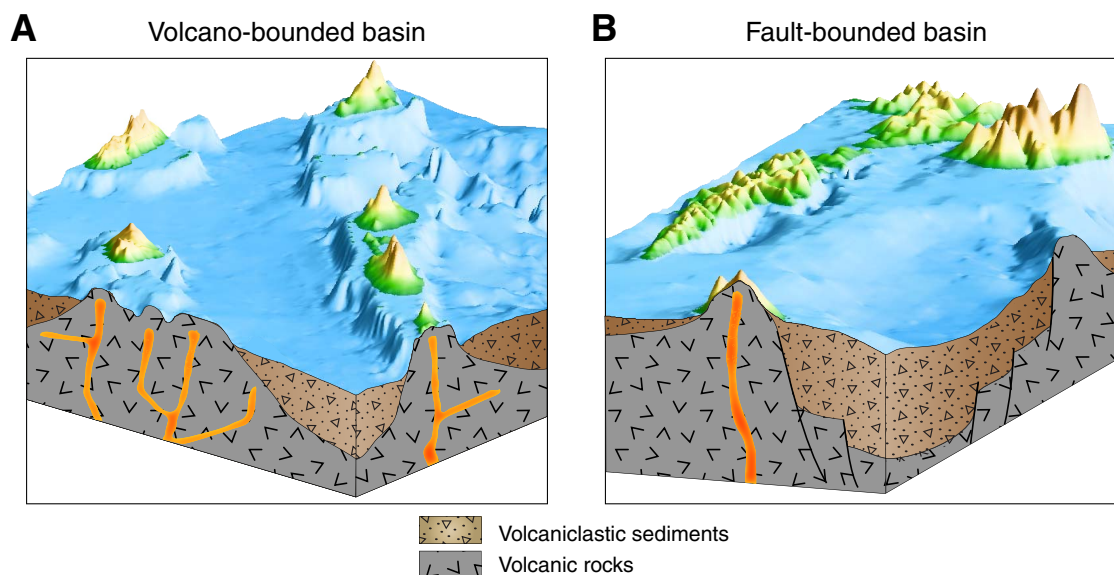 A
Volcano-bounded basin
B
Fault-bounded basin
Volcaniclastic sediments
Volcanic rocks